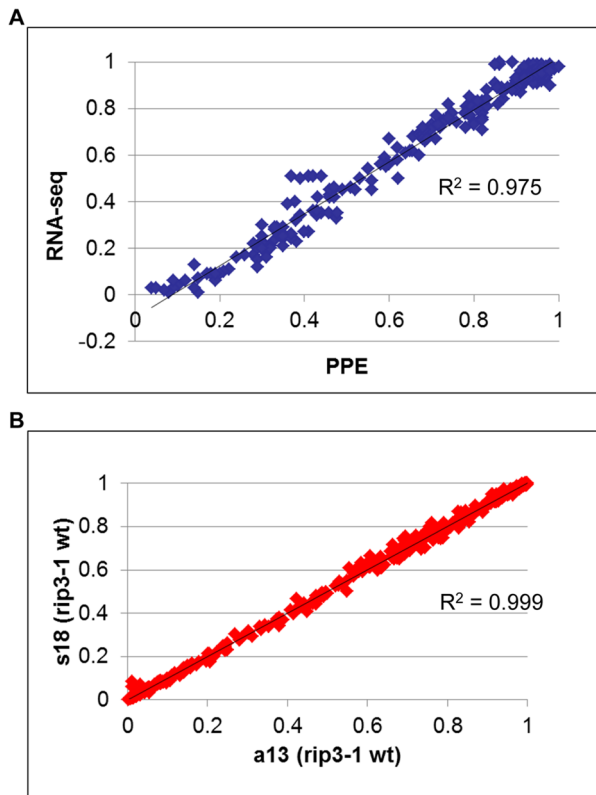 A
1
0.8
0.6
0.4
0.2
0
-0.2
0 0.2 0.4 0.6 0.8 1
RNA-seq
PPE
R² = 0.975
B
1
0.8
0.6
0.4
0.2
0
0 0.2 0.4 0.6 0.8 1
s18 (rip3-1 wt)
a13 (rip3-1 wt)
R² = 0.999